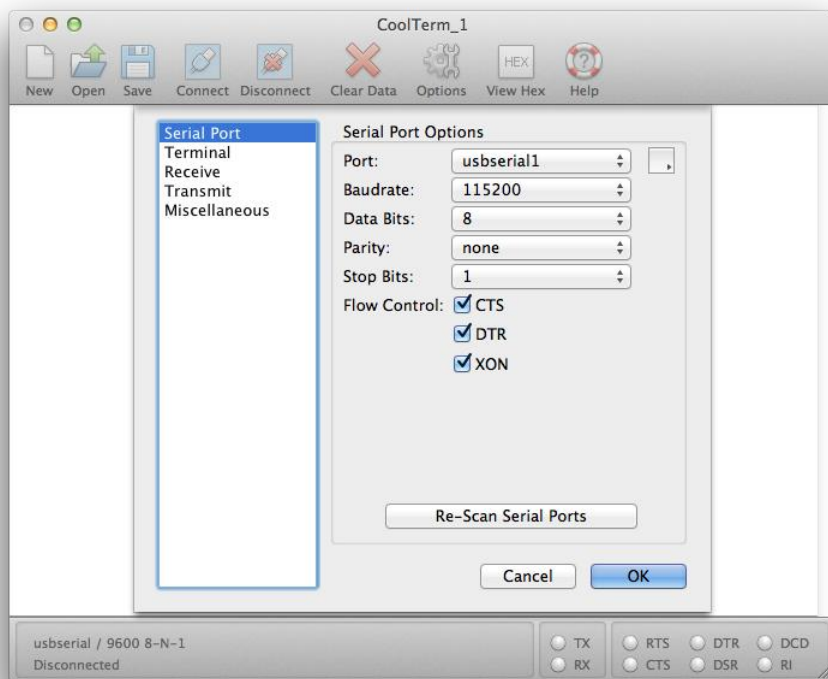 CoolTerm_1
New Open Save Connect Disconnect Clear Data Options View Hex Help
HEX
Serial Port
Terminal
Receive
Transmit
Miscellaneous
Serial Port Options
Port: usbserial1
Baudrate: 115200
Data Bits: 8
Parity: none
Stop Bits: 1
Flow Control: CTS
DTR
XON
Re-Scan Serial Ports
Cancel OK
usbserial / 9600 8-N-1
Disconnected
TX RTS DTR DCD
RX CTS DSR RI